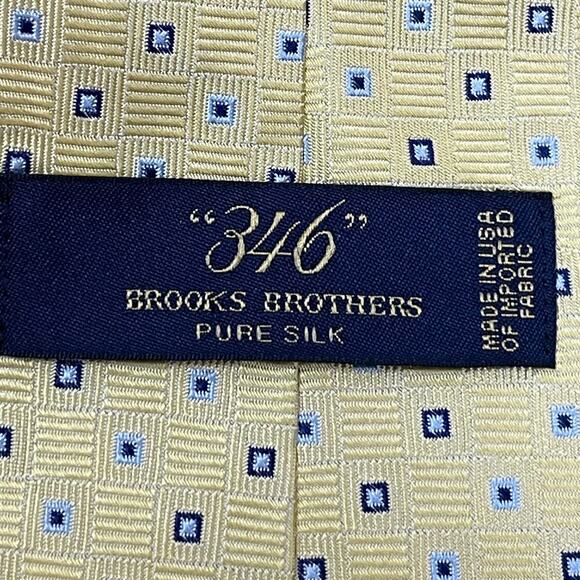 “346”
BROOKS BROTHERS
PURE SILK
MADE IN USA
OF IMPORTED
FABRIC